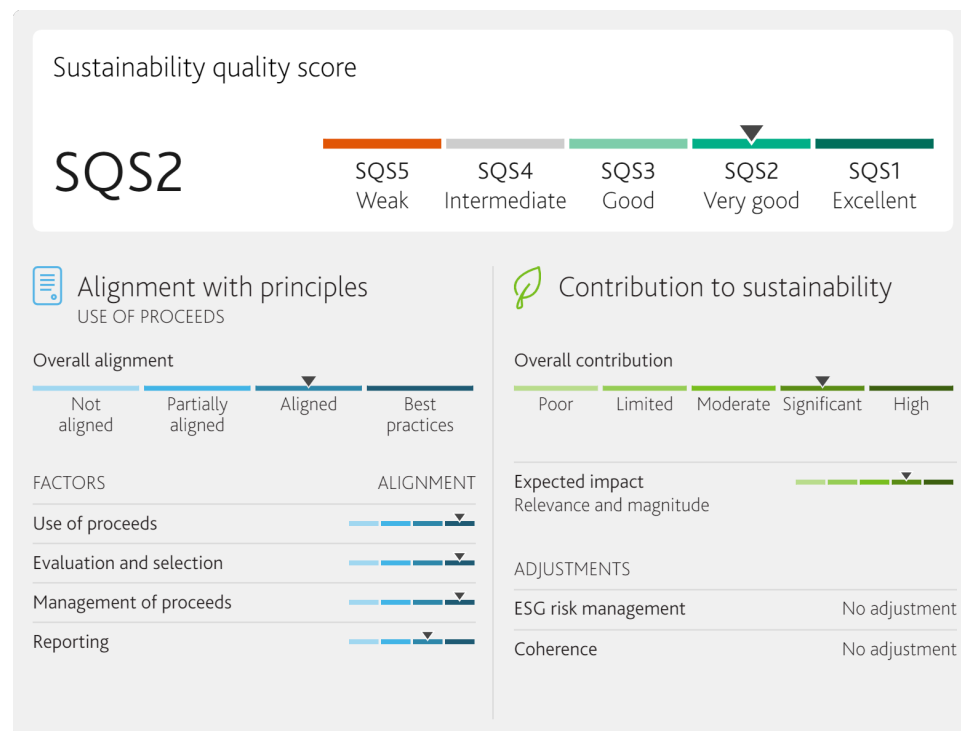 Sustainability quality score
SQS2
SQS5 SQS4 SQS3 SQS2 SQS1
Weak Intermediate Good Very good Excellent
Alignment with principles
USE OF PROCEEDS
Overall alignment
Not aligned
Partially aligned
Aligned
Best practices
FACTORS ALIGNMENT
Use of proceeds
Evaluation and selection
Management of proceeds
Reporting
Contribution to sustainability
Overall contribution
Poor Limited Moderate Significant High
Expected impact
Relevance and magnitude
ADJUSTMENTS
ESG risk management No adjustment
Coherence No adjustment